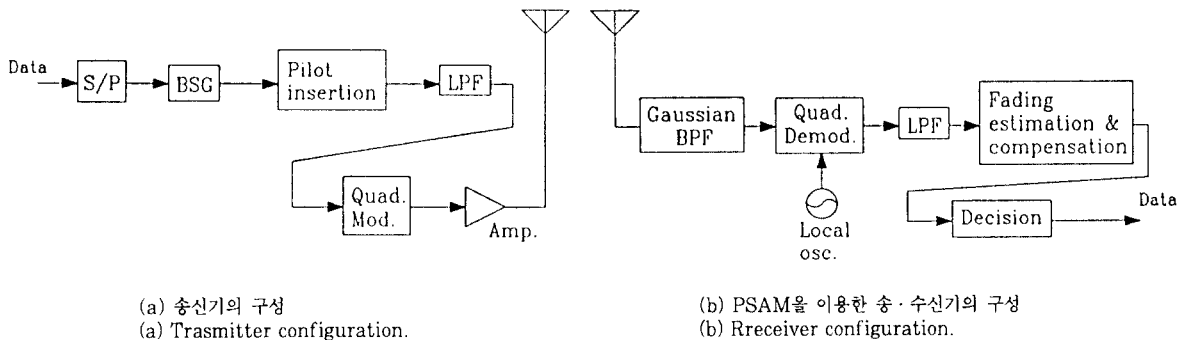 Data
S/P
BSG
Pilot
insertion
LPF
Quad.
Mod.
Amp.
(a) 송신기의 구성
(a) Trasmitter configuration.
Gaussian
BPF
Quad.
Demod.
LPF
Fading
estimation &
compensation
Local
osc.
Decision
Data
(b) PSAM을 이용한 송·수신기의 구성
(b) Rreceiver configuration.